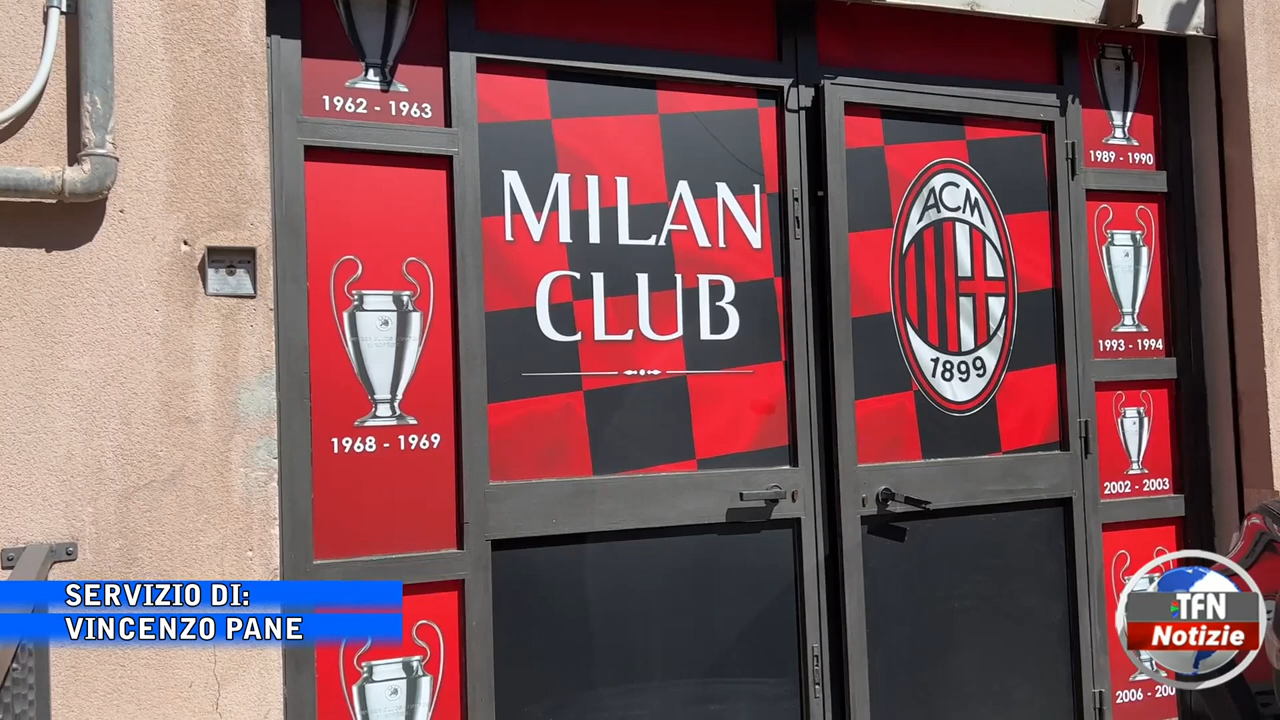 1962 - 1963
1968 - 1969
MILAN
CLUB
ACM
1899
1989 - 1990
1993 - 1994
2002 - 2003
2006 -
SERVIZIO DI:
VINCENZO PANE
TFN
Notizie